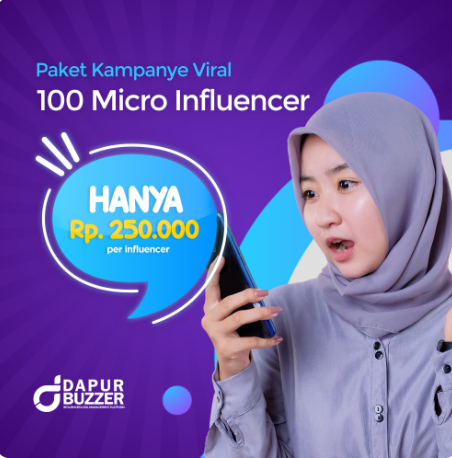 Paket Kampanye Viral
100 Micro Influencer
HANYA
Rp. 250.000
per influencer
DAPUR
BUZZER